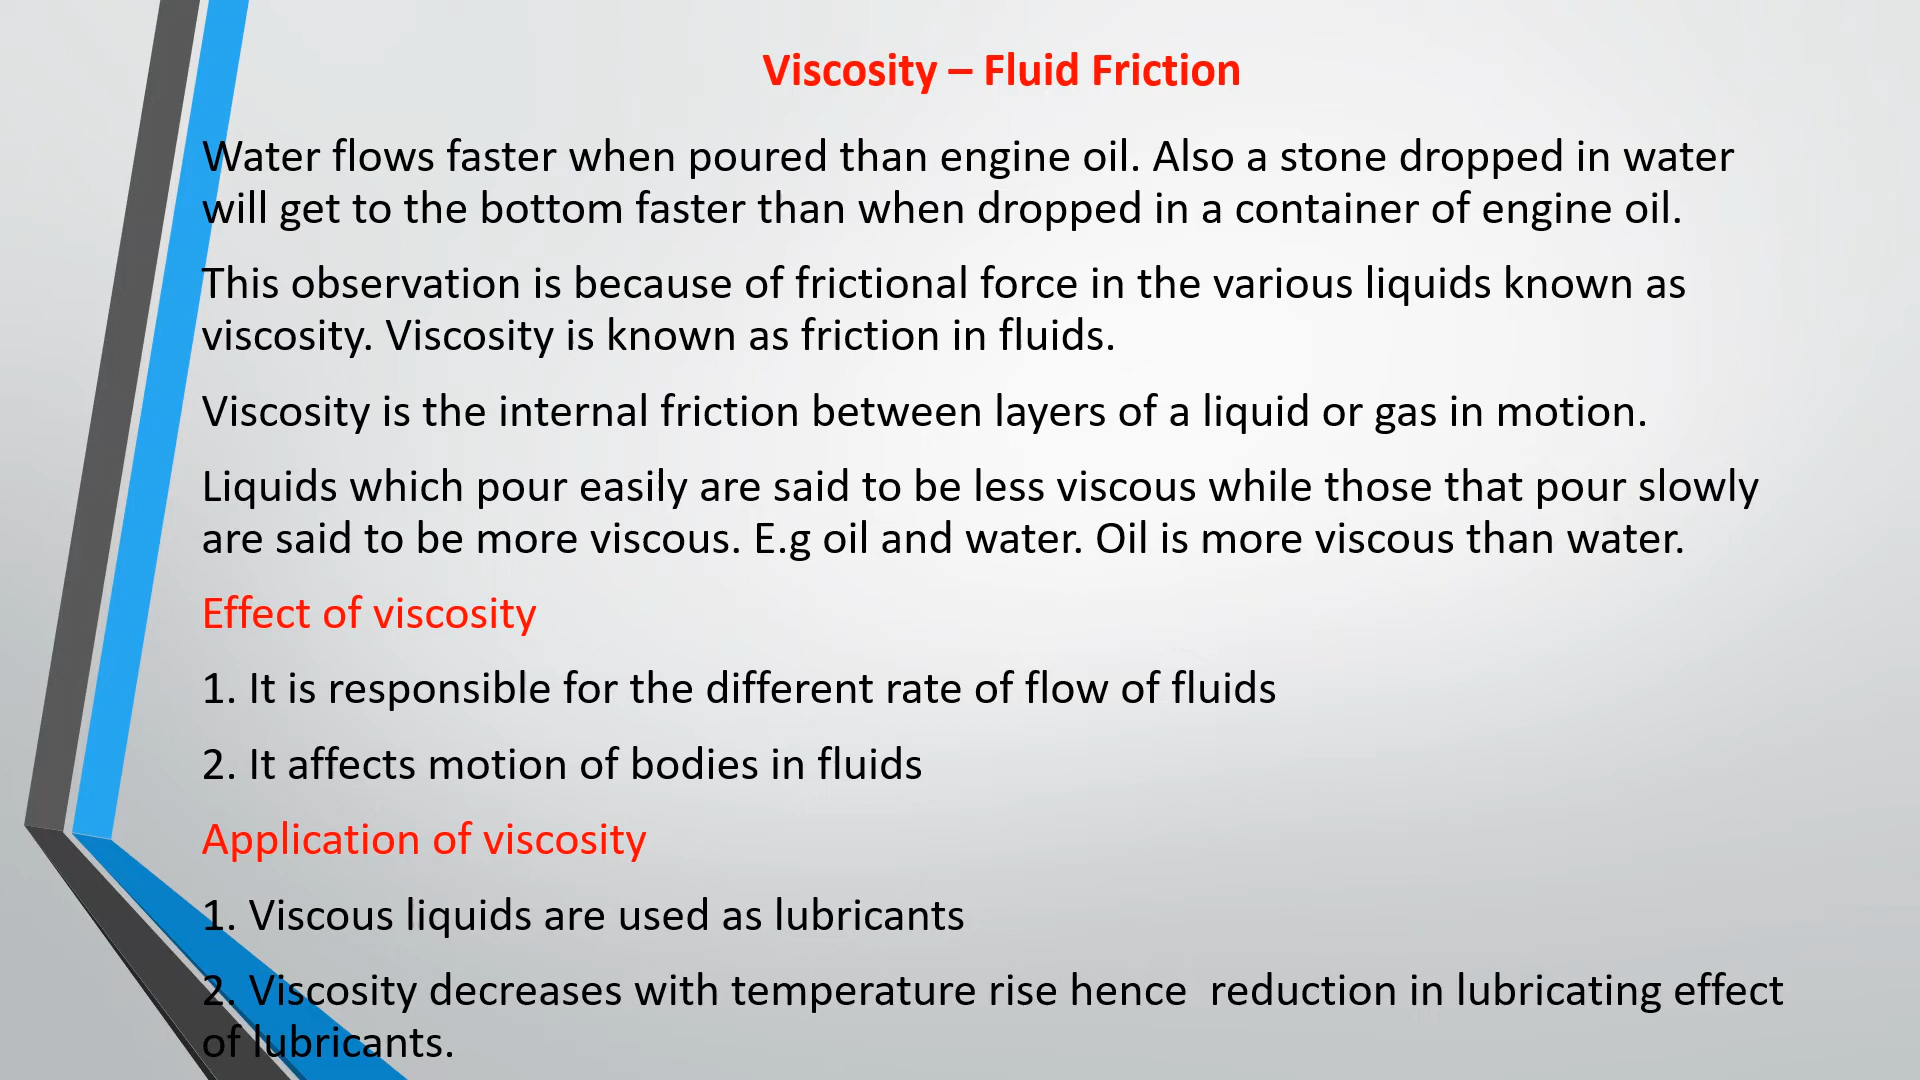 Viscosity – Fluid Friction
Water flows faster when poured than engine oil. Also a stone dropped in water
will get to the bottom faster than when dropped in a container of engine oil.
This observation is because of frictional force in the various liquids known as
viscosity. Viscosity is known as friction in fluids.
Viscosity is the internal friction between layers of a liquid or gas in motion.
Liquids which pour easily are said to be less viscous while those that pour slowly
are said to be more viscous. E.g oil and water. Oil is more viscous than water.
Effect of viscosity
1. It is responsible for the different rate of flow of fluids
2. It affects motion of bodies in fluids
Application of viscosity
1. Viscous liquids are used as lubricants
2. Viscosity decreases with temperature rise hence  reduction in lubricating effect
of lubricants.